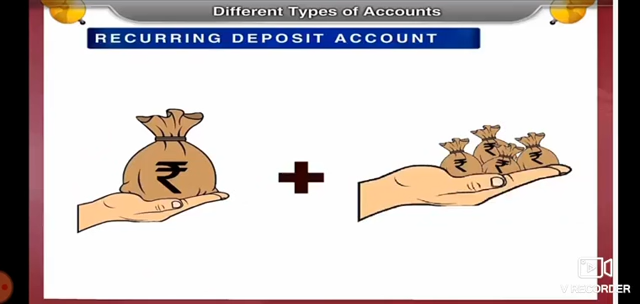 Different Types of Accounts
RECURRING DEPOSIT ACCOUNT
₹
₹
₹
₹
₹
V RECORDER